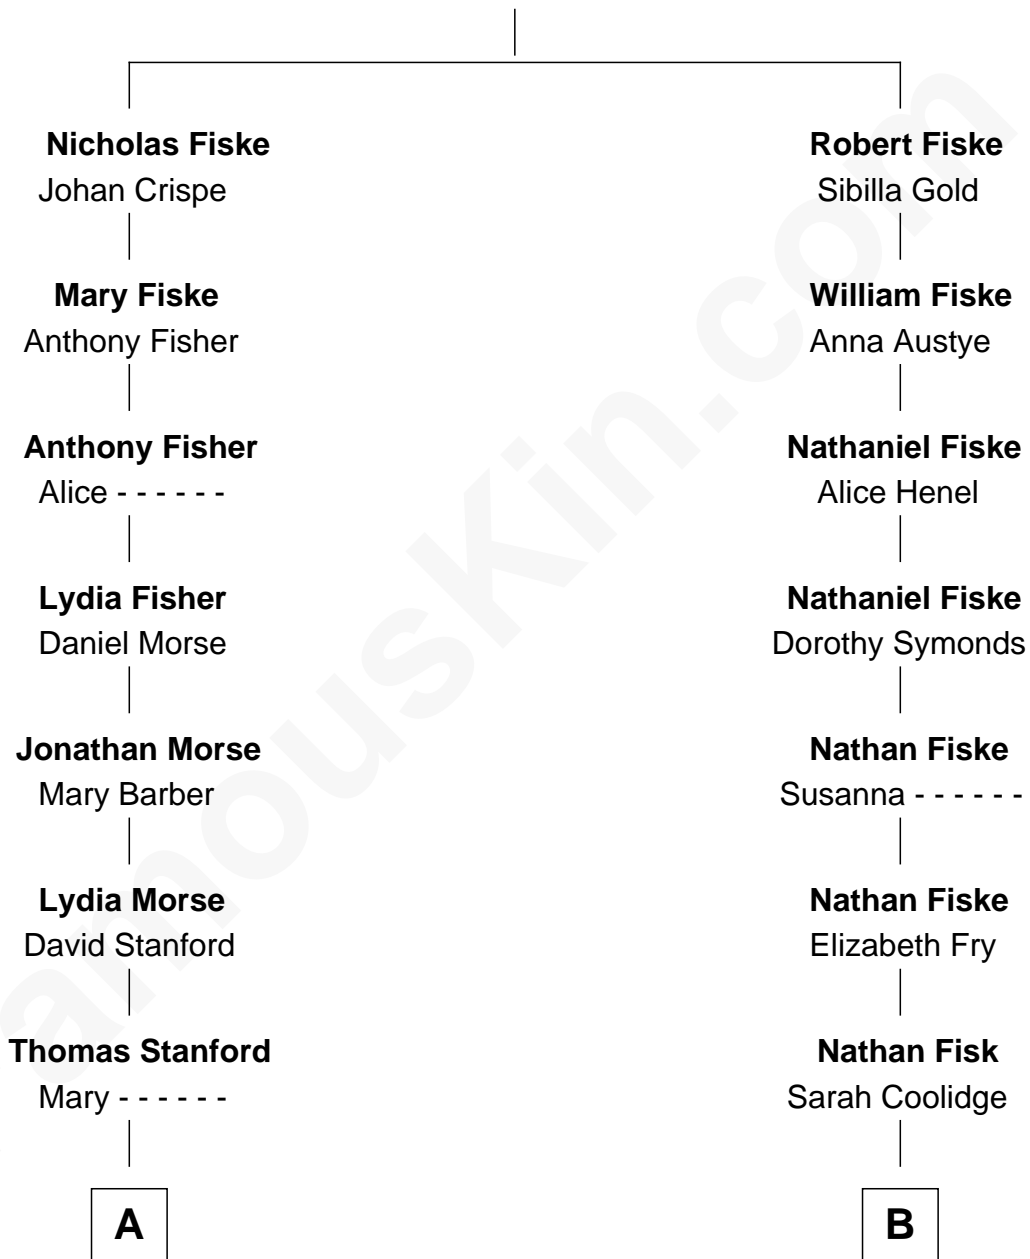 Nicholas Fiske
Johan Crispe
Mary Fiske
Anthony Fisher
Anthony Fisher
Alice - - - - - -
Lydia Fisher
Daniel Morse
Jonathan Morse
Mary Barber
Lydia Morse
David Stanford
Thomas Stanford
Mary - - - - - -
A
Robert Fiske
Sibilla Gold
William Fiske
Anna Austye
Nathaniel Fiske
Alice Henel
Nathaniel Fiske
Dorothy Symonds
Nathan Fiske
Susanna - - - - - -
Nathan Fiske
Elizabeth Fry
Nathan Fisk
Sarah Coolidge
B
amouskin.com